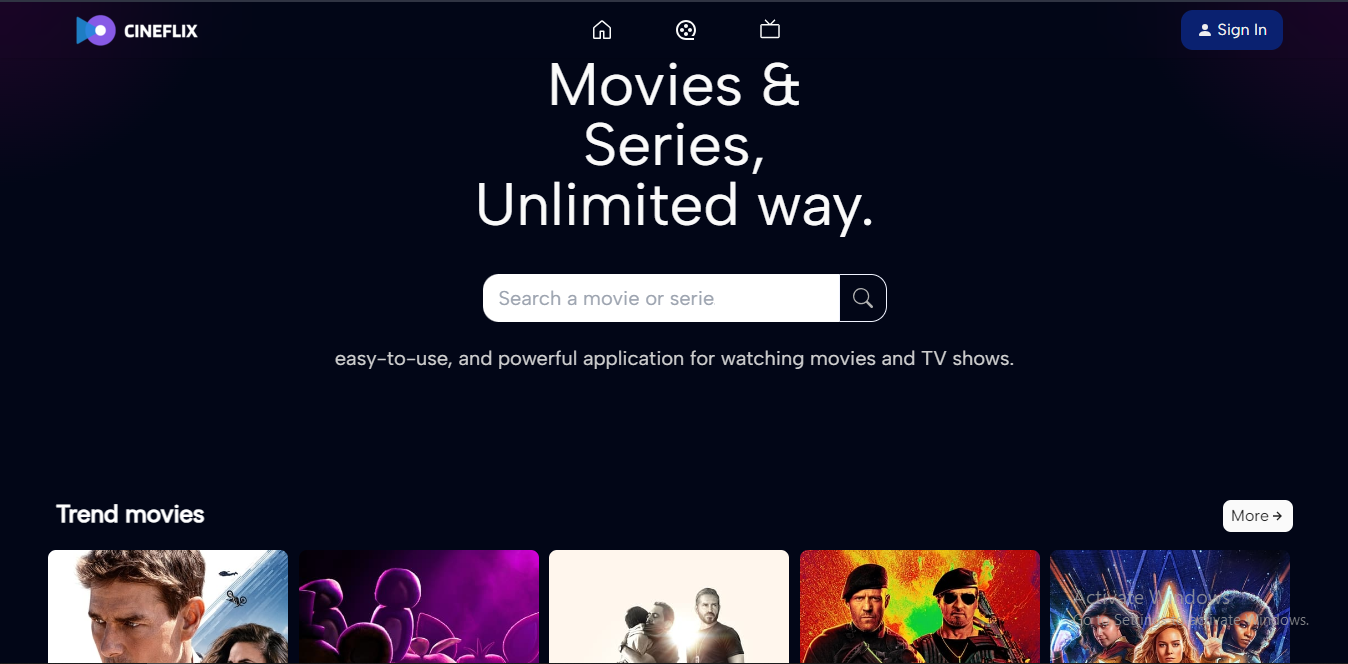 CINEFLIX
Sign In
Movies &
Series,
Unlimited way.
Search a movie or serie
easy-to-use, and powerful application for watching movies and TV shows.
Trend movies
More
Activate Windows
Go to Settings to activate Windows.